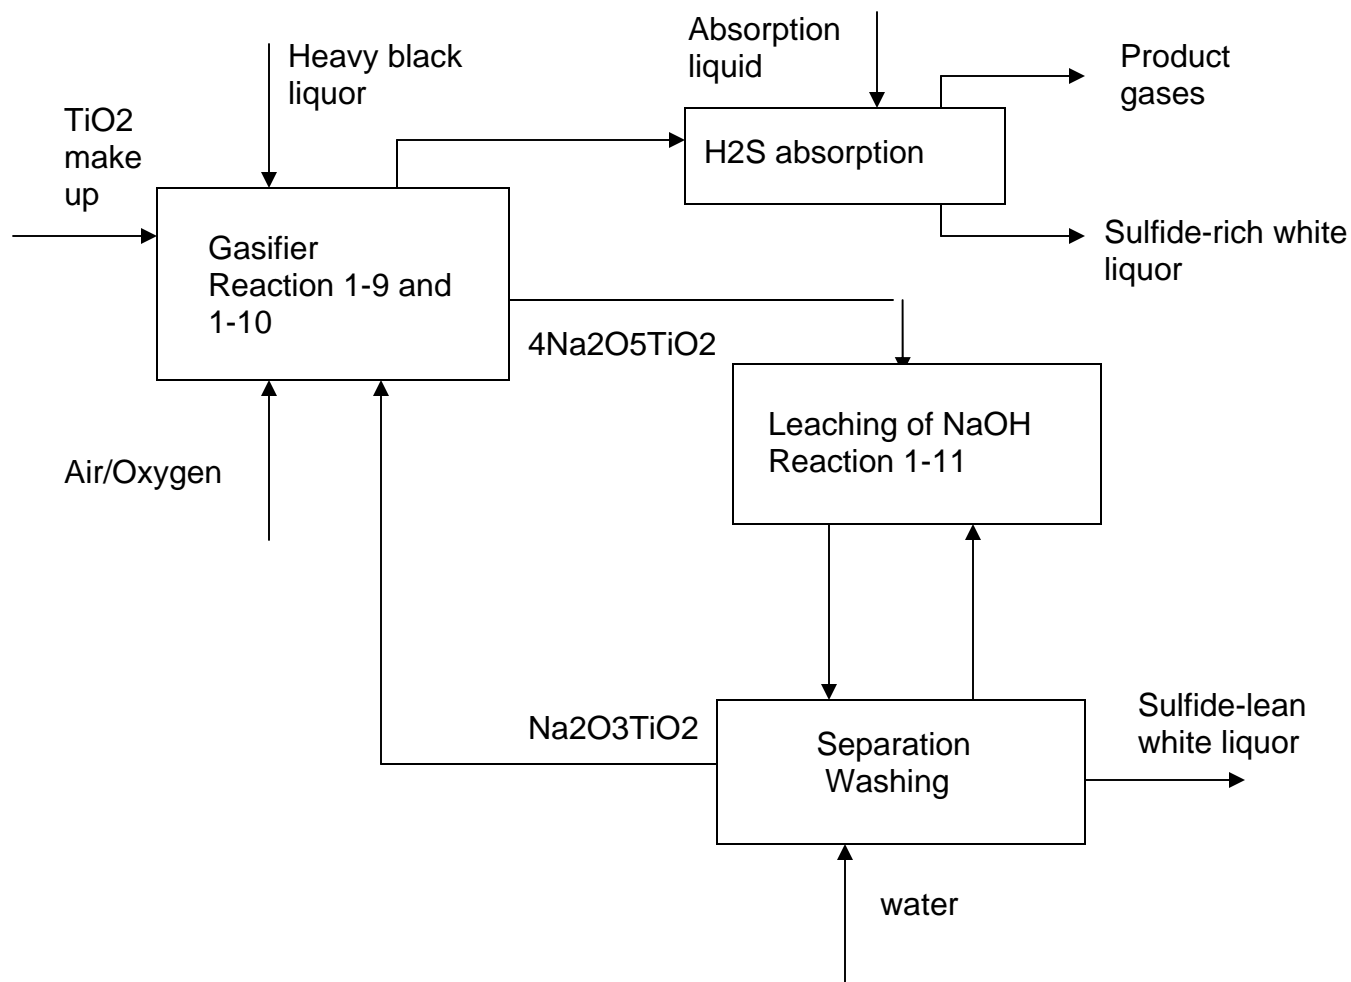 Heavy black
liquor
Absorption
liquid
Product
gases
TiO2
make
up
H2S absorption
Gasifier
Reaction 1-9 and
1-10
Sulfide-rich white
liquor
4Na2O5TiO2
Leaching of NaOH
Reaction 1-11
Air/Oxygen
Na2O3TiO2
Separation
Washing
Sulfide-lean
white liquor
water